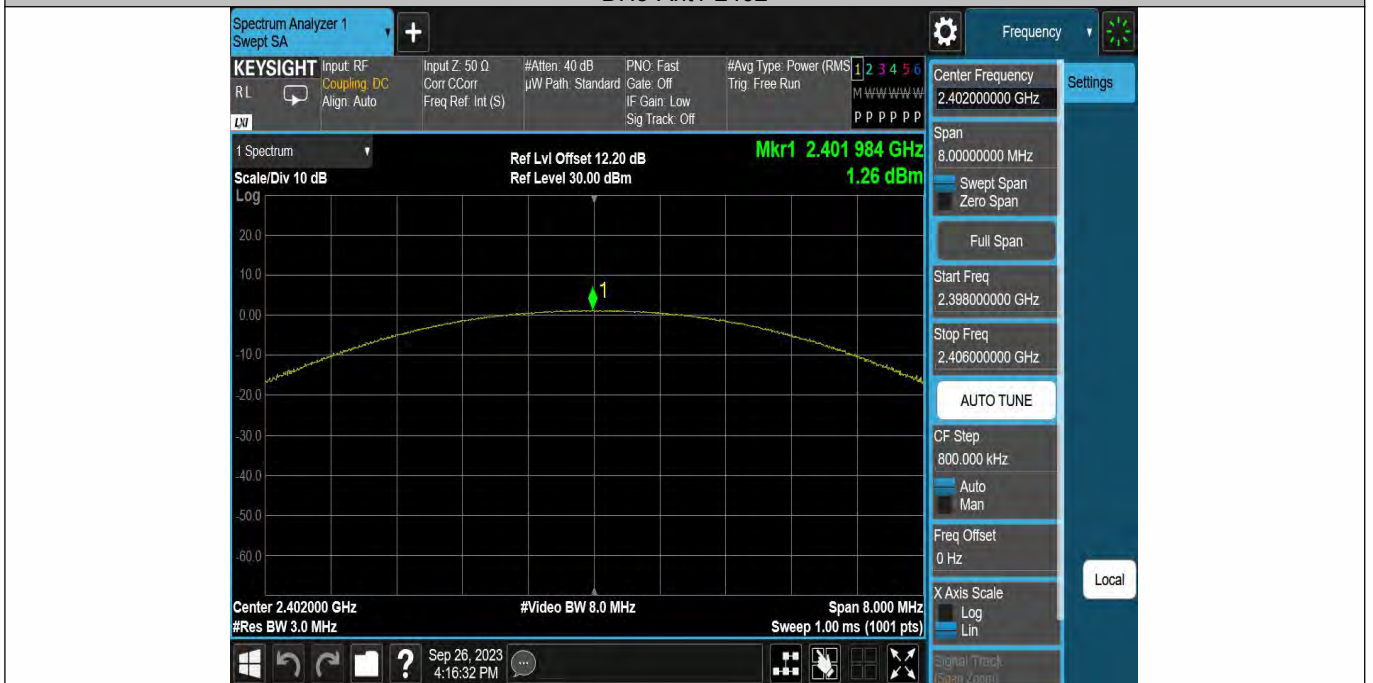 Spectrum Analyzer 1
Swept SA
Frequency
KEYSIGHT
RL
LXI
Input: RF
Coupling: DC
Align: Auto
Input Z: 50 Ω
Corr CCorr
Freq Ref: Int (S)
#Atten: 40 dB
µW Path: Standard
PNO: Fast
Gate: Off
IF Gain: Low
Sig Track: Off
#Avg Type: Power (RMS
Trig: Free Run
1 2 3 4 5 6
M W W W W W
P P P P P P
1 Spectrum
Scale/Div 10 dB
Log
Ref Lvl Offset 12.20 dB
Ref Level 30.00 dBm
Mkr1 2.401 984 GHz
1.26 dBm
20.0
10.0
1
0.00
-10.0
-20.0
-30.0
-40.0
-50.0
-60.0
Center 2.402000 GHz
#Res BW 3.0 MHz
#Video BW 8.0 MHz
Span 8.000 MHz
Sweep 1.00 ms (1001 pts)
Center Frequency
2.402000000 GHz
Settings
Span
8.00000000 MHz
Swept Span
Zero Span
Full Span
Start Freq
2.398000000 GHz
Stop Freq
2.406000000 GHz
AUTO TUNE
CF Step
800.000 kHz
Auto
Man
Freq Offset
0 Hz
Local
X Axis Scale
Log
Lin
Signal Track
(Span Zoom)
?
Sep 26, 2023
4:16:32 PM